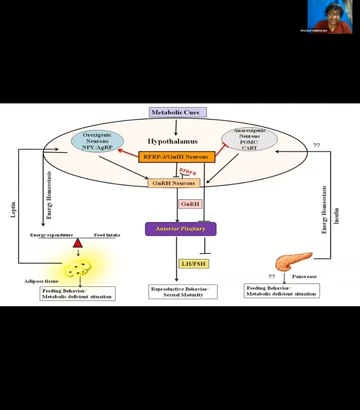 Metabolic Cues
Orexigenic
Neurons
NPY/AgRP
Anorexigenic
Neurons
POMC/
CART
Hypothalamus
??
RFRP-3/GnIH Neurons
GnRH Neurons
GnRH
Leptin
Energy Homeostasis
Energy Homeostasis
Insulin
Anterior Pituitary
Energy expenditure
Food Intake
LH/FSH
Adipose tissue
??
Pancrease
Feeding Behavior/
Metabolic deficient situation
Reproductive Behavior/
Sexual Maturity
Feeding Behavior/
Metabolic deficient situation